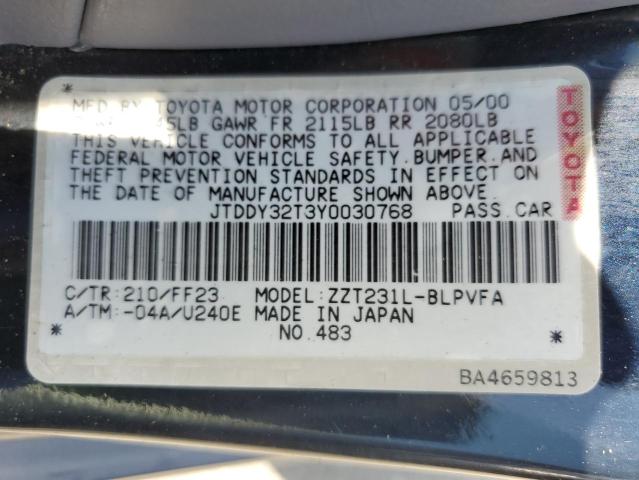 MFD BY TOYOTA MOTOR CORPORATION 05/00
45LB GAWR FR 2115LB RR 2080LB
THIS VEHICLE CONFORMS TO ALL APPLICABLE
FEDERAL MOTOR VEHICLE SAFETY.BUMPER.AND
THEFT PREVENTION STANDARDS IN EFFECT ON
THE DATE OF MANUFACTURE SHOWN ABOVE.
JTDDY32T3Y0030768 PASS.CAR
C/TR:210/FF23 MODEL:ZZT231L-BLPVFA
A/TM:-04A/U240E MADE IN JAPAN
* NO.483 *
BA4659813
TOYOTA